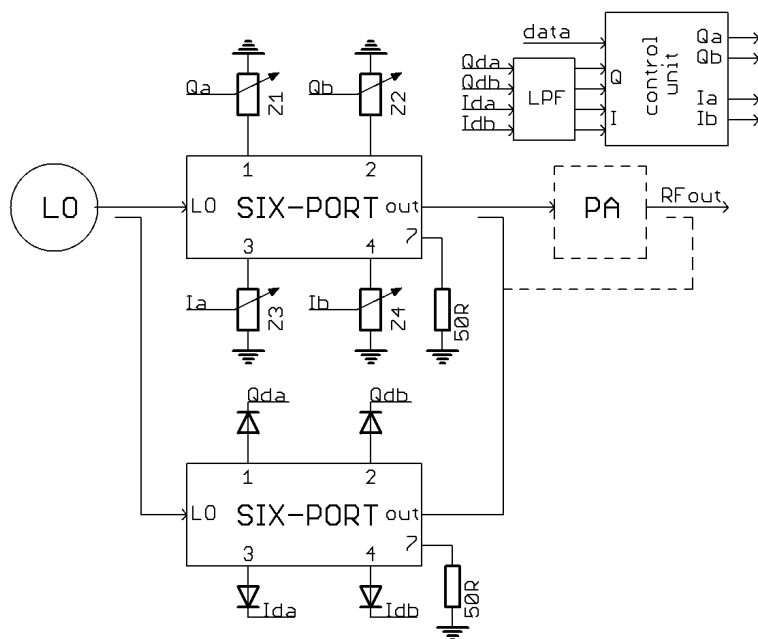 data
Qda
Qdb
Ida
Idb
LPF
Q
I
control
unit
Qa
Qb
Ia
Ib
Qa
Z1
Qb
Z2
LO
1
2
LO
SIX-PORT
out
3
4
7
PA
RFout
Ia
Z3
Ib
Z4
50R
Qda
Qdb
1
2
LO
SIX-PORT
out
3
4
7
Ida
Idb
50R